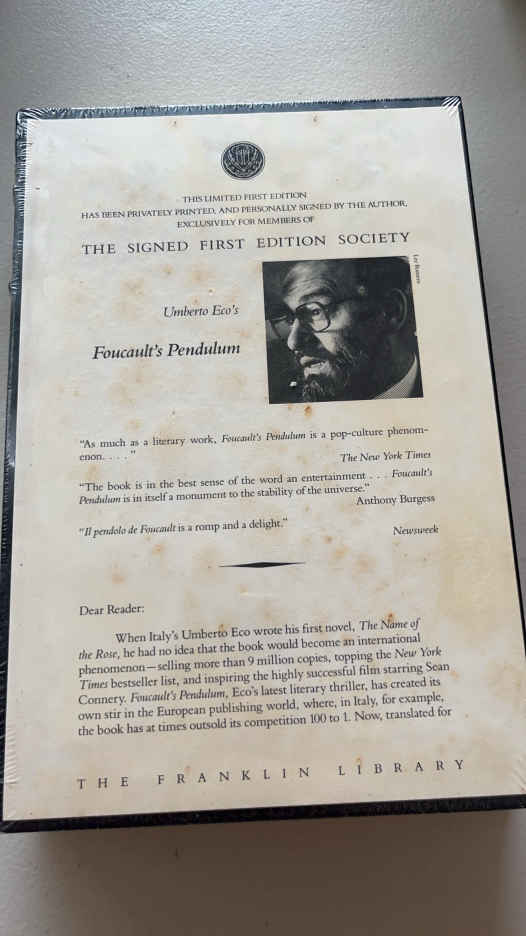 THIS LIMITED FIRST EDITION
HAS BEEN PRIVATELY PRINTED, AND PERSONALLY SIGNED BY THE AUTHOR,
EXCLUSIVELY FOR MEMBERS OF
THE SIGNED FIRST EDITION SOCIETY
Umberto Eco's
Foucault's Pendulum
"As much as a literary work, Foucault's Pendulum is a pop-culture phenom-
enon. . . ."
The New York Times
"The book is in the best sense of the word an entertainment . . . Foucault's
Pendulum is in itself a monument to the stability of the universe."
Anthony Burgess
"Il pendolo de Foucault is a romp and a delight."
Newsweek
Dear Reader:
When Italy's Umberto Eco wrote his first novel, The Name of
the Rose, he had no idea that the book would become an international
phenomenon—selling more than 9 million copies, topping the New York
Times bestseller list, and inspiring the highly successful film starring Sean
Connery. Foucault's Pendulum, Eco's latest literary thriller, has created its
own stir in the European publishing world, where, in Italy, for example,
the book has at times outsold its competition 100 to 1. Now, translated for
THE FRANKLIN LIBRARY